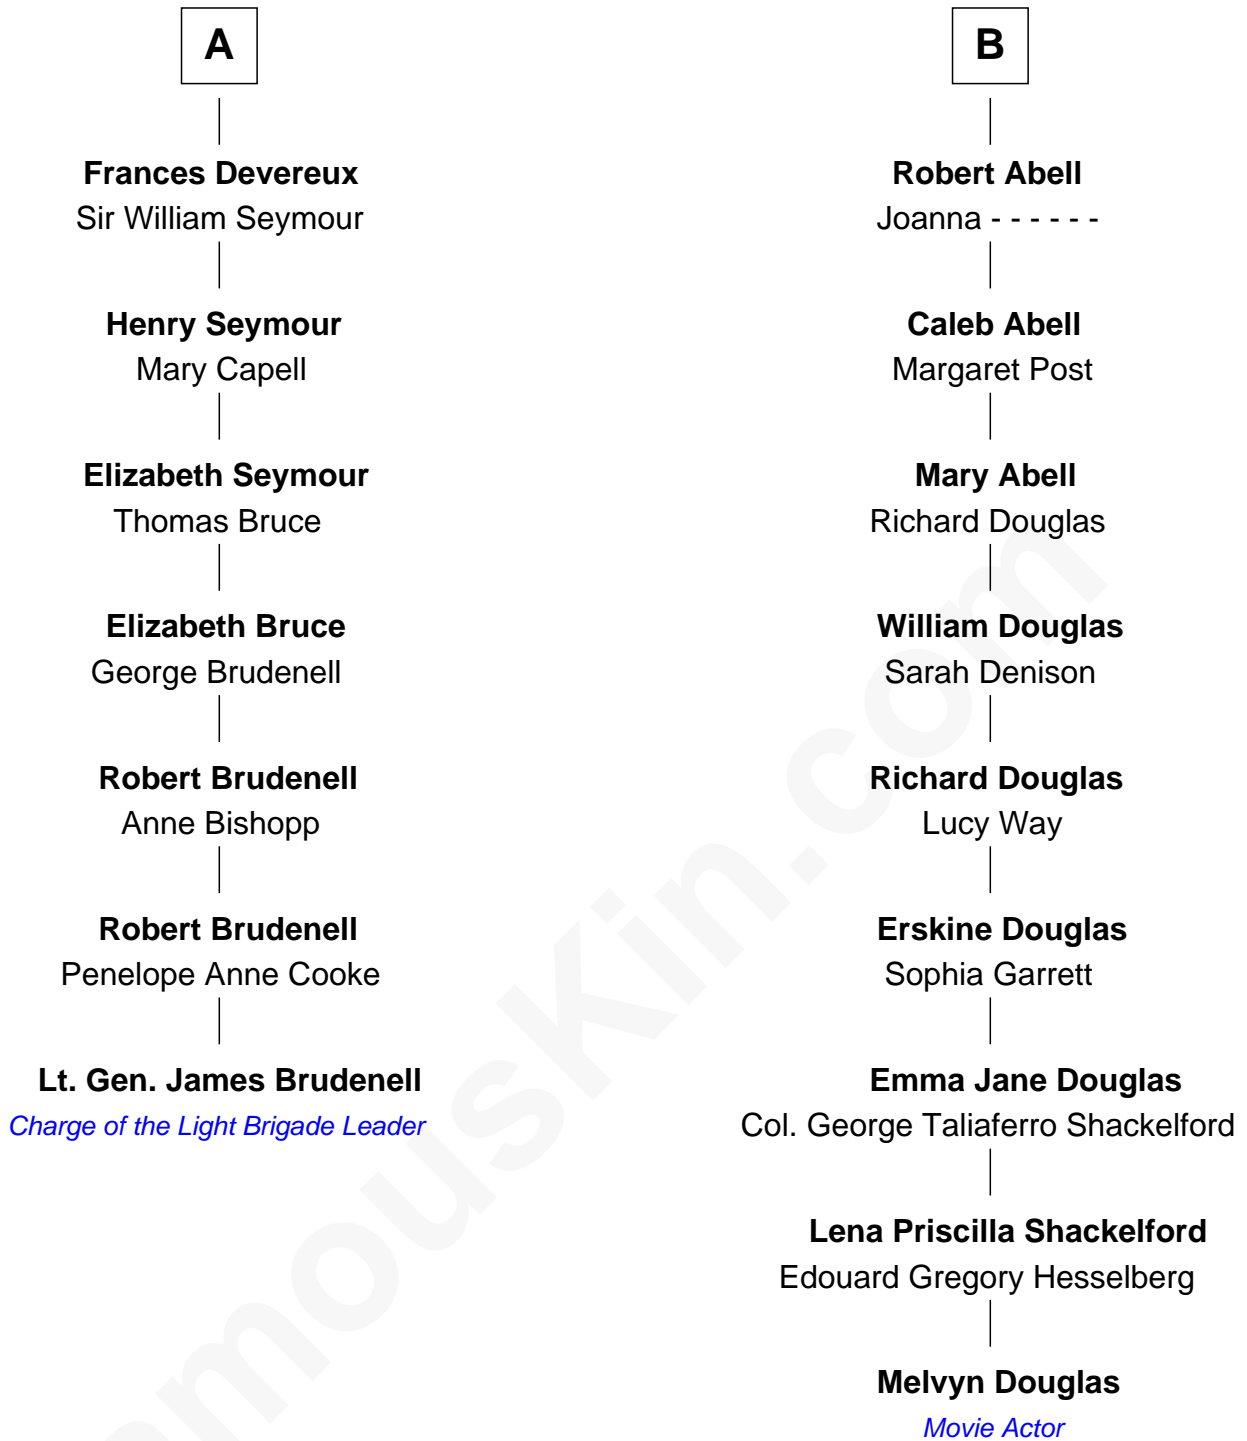 A
Frances Devereux
Sir William Seymour
Henry Seymour
Mary Capell
Elizabeth Seymour
Thomas Bruce
Elizabeth Bruce
George Brudenell
Robert Brudenell
Anne Bishopp
Robert Brudenell
Penelope Anne Cooke
Lt. Gen. James Brudenell
Charge of the Light Brigade Leader
B
Robert Abell
Joanna - - - - - -
Caleb Abell
Margaret Post
Mary Abell
Richard Douglas
William Douglas
Sarah Denison
Richard Douglas
Lucy Way
Erskine Douglas
Sophia Garrett
Emma Jane Douglas
Col. George Taliaferro Shackelford
Lena Priscilla Shackelford
Edouard Gregory Hesselberg
Melvyn Douglas
Movie Actor
amousKin.com